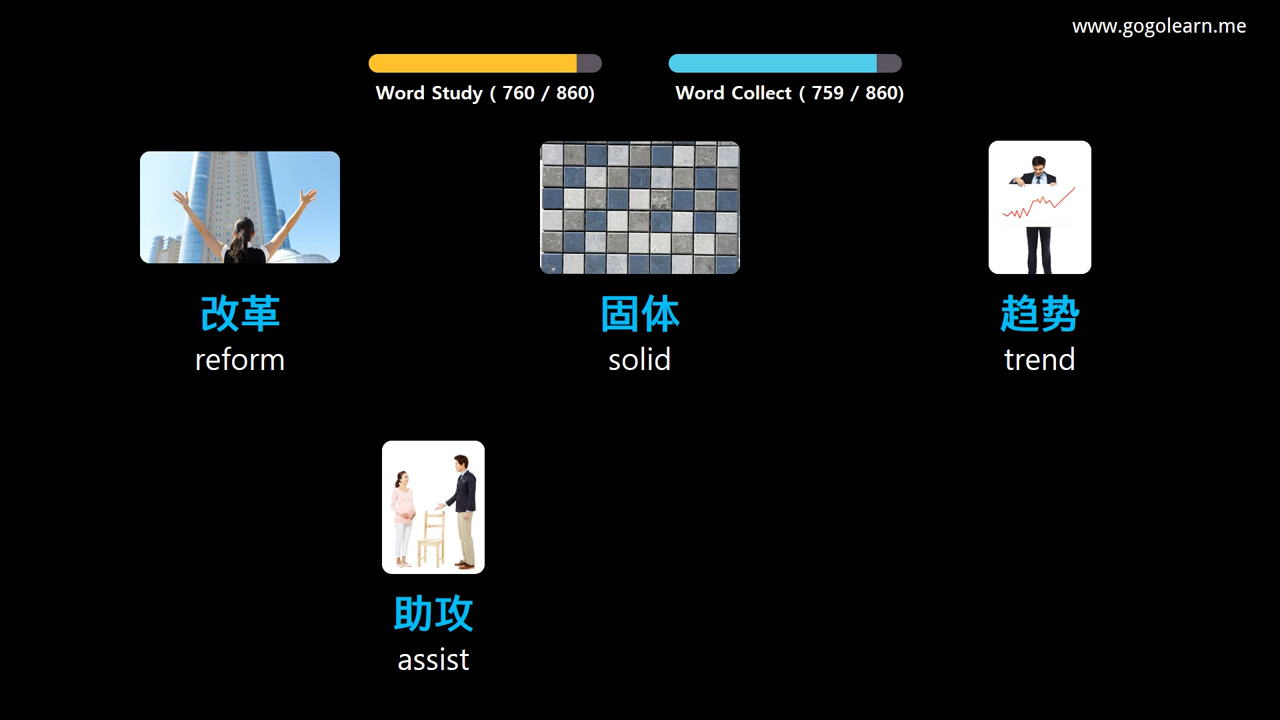 www.gogolearn.me
Word Study ( 760 / 860)
Word Collect ( 759 / 860)
改革
reform
固体
solid
趋势
trend
助攻
assist